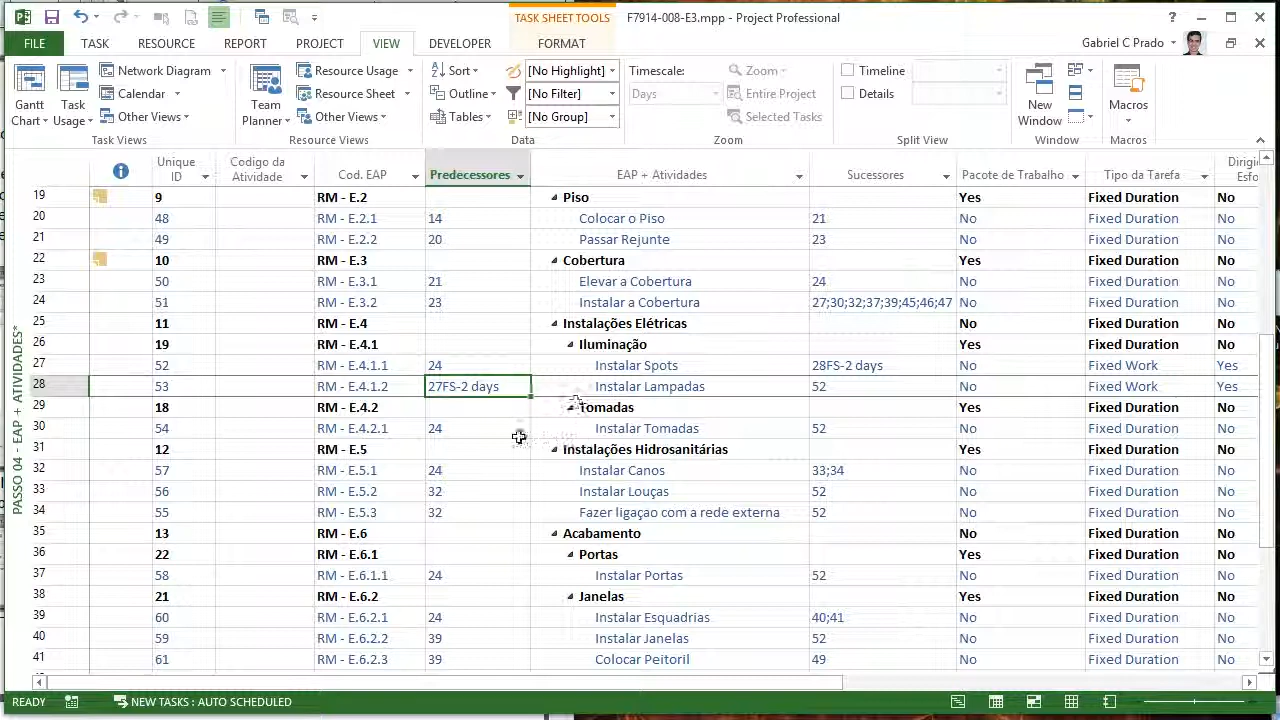 TASK SHEET TOOLS
F7914-008-E3.mpp - Project Professional
?
FILE TASK RESOURCE REPORT PROJECT VIEW DEVELOPER FORMAT Gabriel C Prado
Gantt Chart
Task Usage
Network Diagram
Calendar
Other Views
Task Views
Team Planner
Resource Usage
Resource Sheet
Other Views
Resource Views
Sort
Outline
Tables
[No Highlight]
[No Filter]
[No Group]
Data
Timescale:
Days
Zoom
Entire Project
Selected Tasks
Zoom
Timeline
Details
Split View
New Window
Window
Macros
Macros
Unique ID Codigo da Atividade Cod. EAP Predecessores EAP + Atividades Sucessores Pacote de Trabalho Tipo da Tarefa Dirigi Esfo
19 9 RM - E.2 Piso Yes Fixed Duration No
20 48 RM - E.2.1 14 Colocar o Piso 21 No Fixed Duration No
21 49 RM - E.2.2 20 Passar Rejunte 23 No Fixed Duration No
22 10 RM - E.3 Cobertura Yes Fixed Duration No
23 50 RM - E.3.1 21 Elevar a Cobertura 24 No Fixed Duration No
24 51 RM - E.3.2 23 Instalar a Cobertura 27;30;32;37;39;45;46;47 No Fixed Duration No
25 11 RM - E.4 Instalações Elétricas No Fixed Duration No
26 19 RM - E.4.1 Iluminação Yes Fixed Duration No
27 52 RM - E.4.1.1 24 Instalar Spots 28FS-2 days No Fixed Work Yes
28 53 RM - E.4.1.2 27FS-2 days Instalar Lampadas 52 No Fixed Work Yes
29 18 RM - E.4.2 Tomadas Yes Fixed Duration No
30 54 RM - E.4.2.1 24 Instalar Tomadas 52 No Fixed Duration No
31 12 RM - E.5 Instalações Hidrosanitárias Yes Fixed Duration No
32 57 RM - E.5.1 24 Instalar Canos 33;34 No Fixed Duration No
33 56 RM - E.5.2 32 Instalar Louças 52 No Fixed Duration No
34 55 RM - E.5.3 32 Fazer ligaçao com a rede externa 52 No Fixed Duration No
35 13 RM - E.6 Acabamento No Fixed Duration No
36 22 RM - E.6.1 Portas Yes Fixed Duration No
37 58 RM - E.6.1.1 24 Instalar Portas 52 No Fixed Duration No
38 21 RM - E.6.2 Janelas Yes Fixed Duration No
39 60 RM - E.6.2.1 24 Instalar Esquadrias 40;41 No Fixed Duration No
40 59 RM - E.6.2.2 39 Instalar Janelas 52 No Fixed Duration No
41 61 RM - E.6.2.3 39 Colocar Peitoril 49 No Fixed Duration No
PASSO 04 - EAP + ATIVIDADES*
READY NEW TASKS : AUTO SCHEDULED